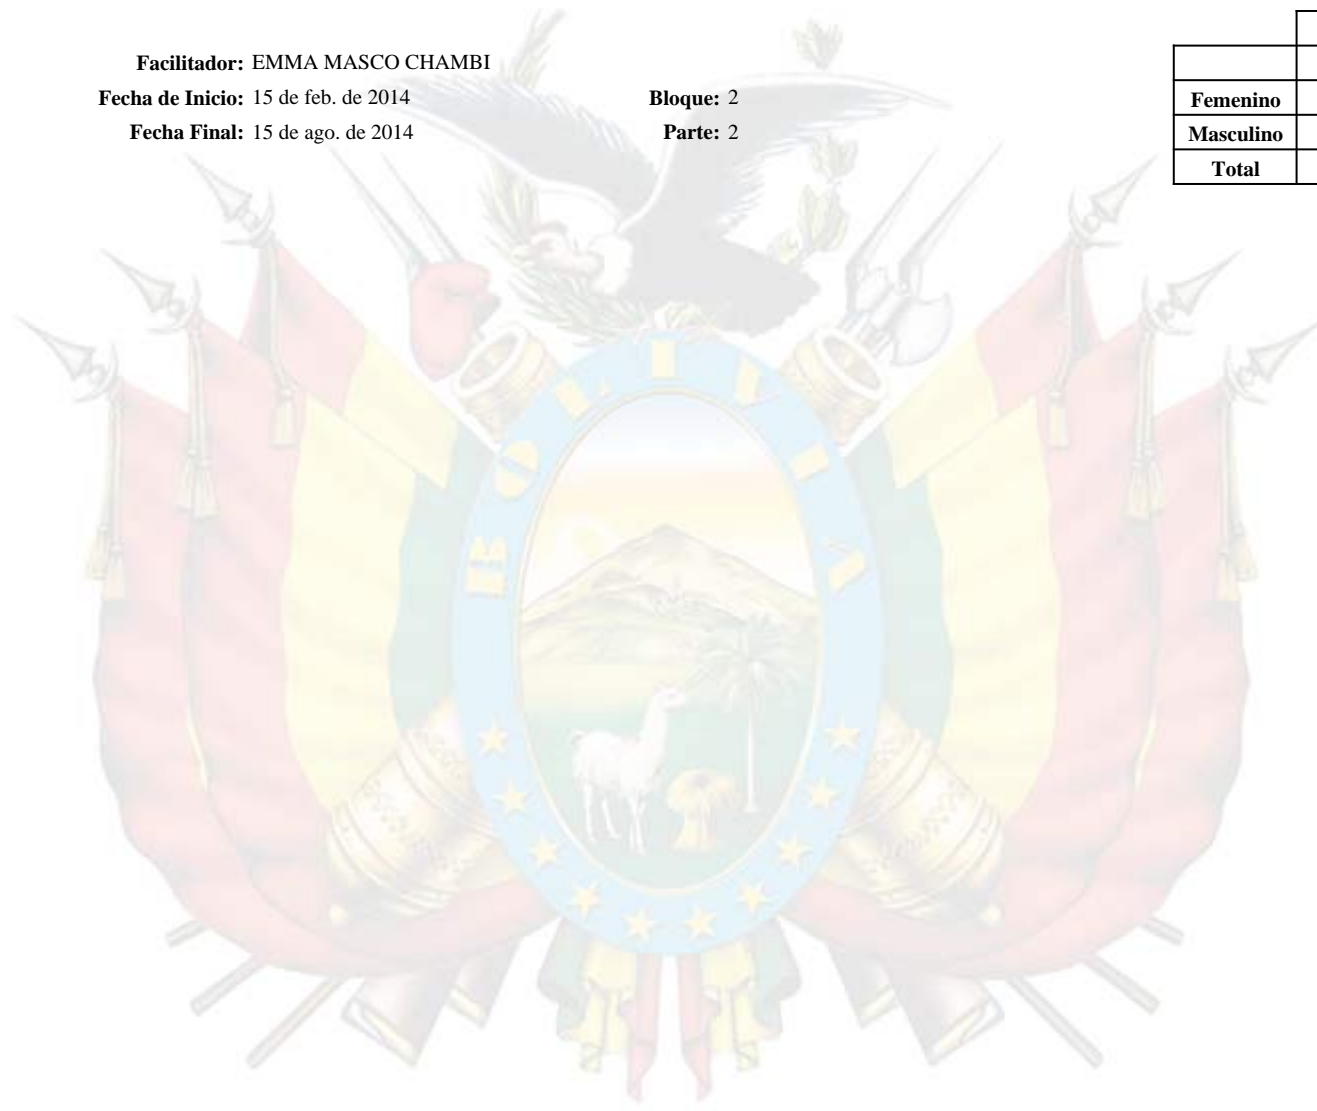 Facilitador: EMMA MASCO CHAMBI
Fecha de Inicio: 15 de feb. de 2014 Bloque: 2
Fecha Final: 15 de ago. de 2014 Parte: 2
Femenino
Masculino
Total
BOLIVIA